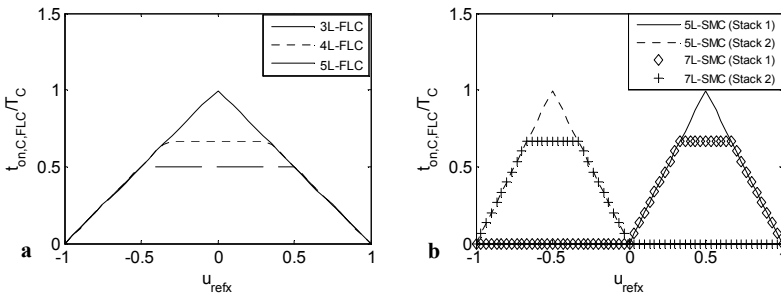 1.5
1
0.5
0
-1
-0.5
0
0.5
1
t_on,C,FLC/T_C
u_refx
a
3L-FLC
4L-FLC
5L-FLC
1.5
1
0.5
0
-1
-0.5
0
0.5
1
t_on,C,FLC/T_C
u_refx
b
5L-SMC (Stack 1)
5L-SMC (Stack 2)
7L-SMC (Stack 1)
7L-SMC (Stack 2)